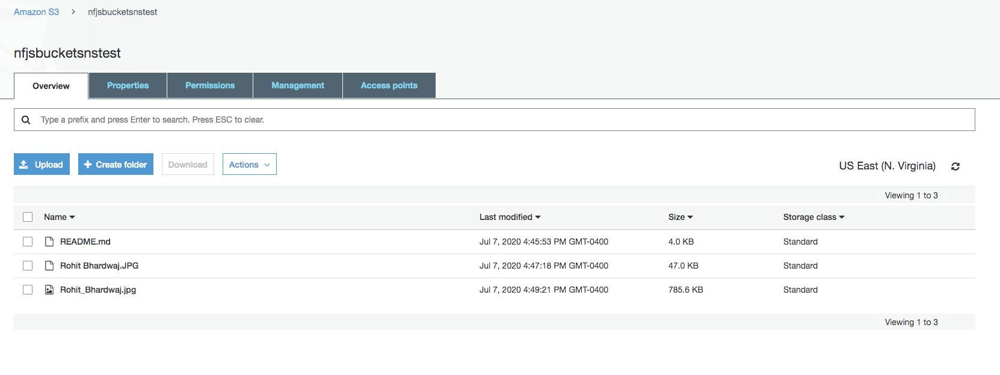 Amazon S3 > nfjsbucketsnstest
nfjsbucketsnstest
Overview Properties Permissions Management Access points
Type a prefix and press Enter to search. Press ESC to clear.
Upload + Create folder Download Actions US East (N. Virginia)
Viewing 1 to 3
Name Last modified Size Storage class
README.md Jul 7, 2020 4:45:53 PM GMT-0400 4.0 KB Standard
Rohit Bhardwaj.JPG Jul 7, 2020 4:47:18 PM GMT-0400 47.0 KB Standard
Rohit_Bhardwaj.jpg Jul 7, 2020 4:49:21 PM GMT-0400 785.6 KB Standard
Viewing 1 to 3